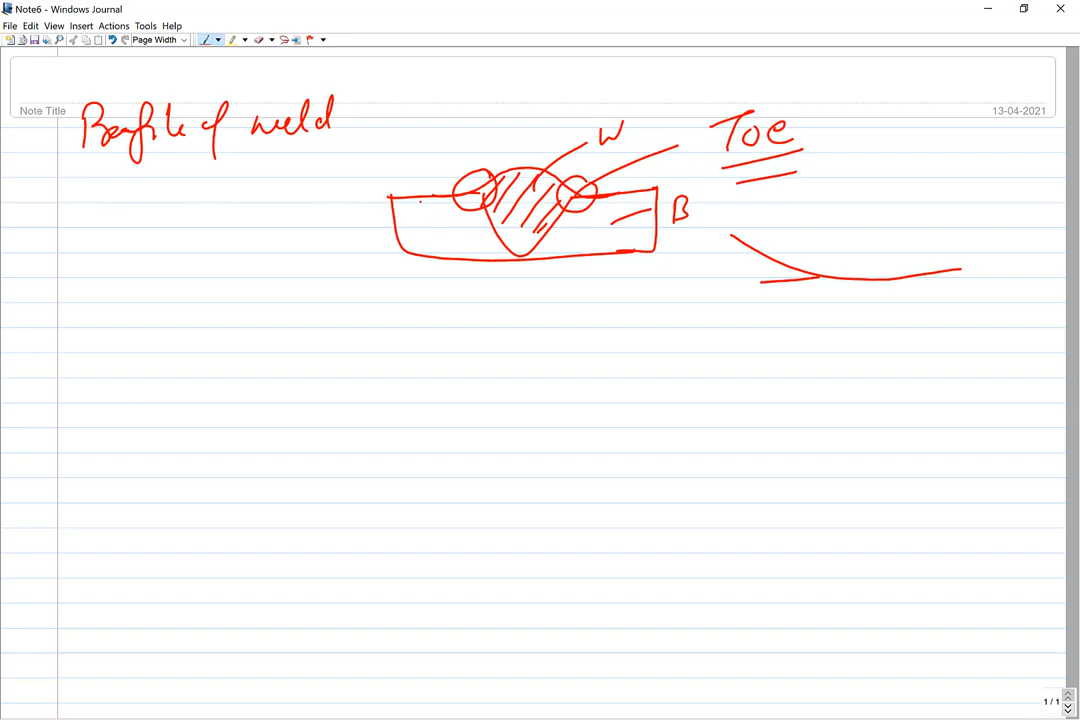 Note6 - Windows Journal
File Edit View Insert Actions Tools Help
Page Width
Note Title
13-04-2021
of weld
W
Toe
B
1 / 1